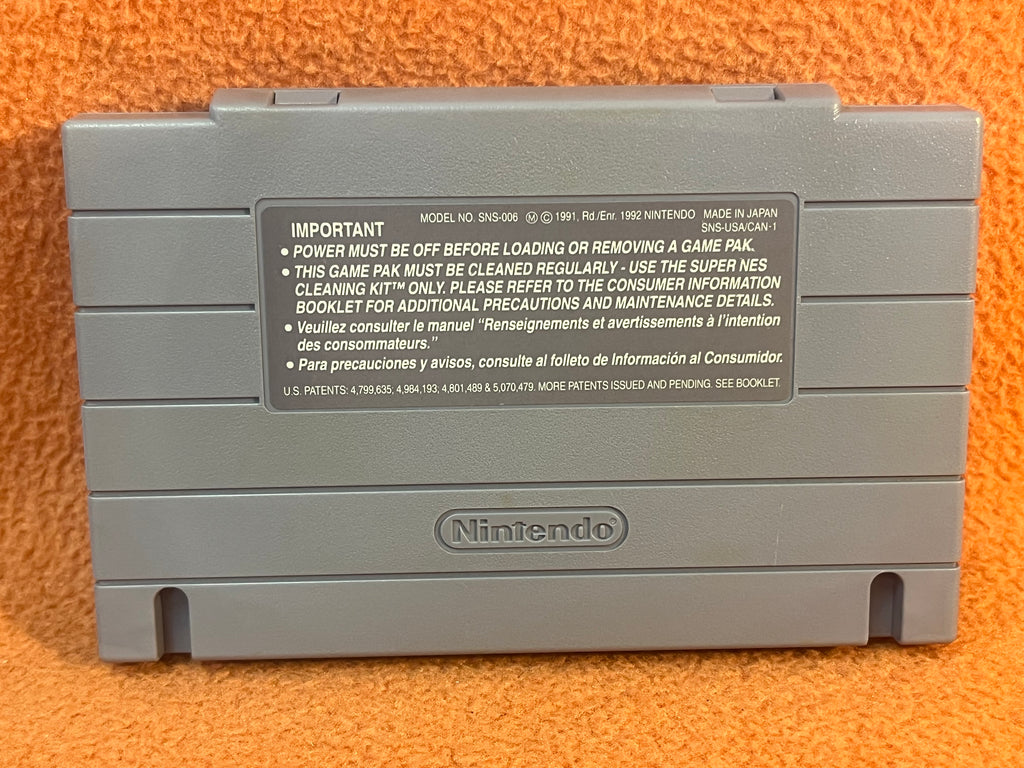 MODEL NO. SNS-006 Ⓜ © 1991, Rd./Enr. 1992 NINTENDO MADE IN JAPAN
SNS-USA/CAN-1
IMPORTANT
• POWER MUST BE OFF BEFORE LOADING OR REMOVING A GAME PAK.
• THIS GAME PAK MUST BE CLEANED REGULARLY - USE THE SUPER NES
CLEANING KIT™ ONLY. PLEASE REFER TO THE CONSUMER INFORMATION
BOOKLET FOR ADDITIONAL PRECAUTIONS AND MAINTENANCE DETAILS.
• Veuillez consulter le manuel “Renseignements et avertissements à l’intention
des consommateurs.”
• Para precauciones y avisos, consulte al folleto de Información al Consumidor.
U.S. PATENTS: 4,799,635; 4,984,193; 4,801,489 & 5,070,479. MORE PATENTS ISSUED AND PENDING. SEE BOOKLET.
Nintendo®